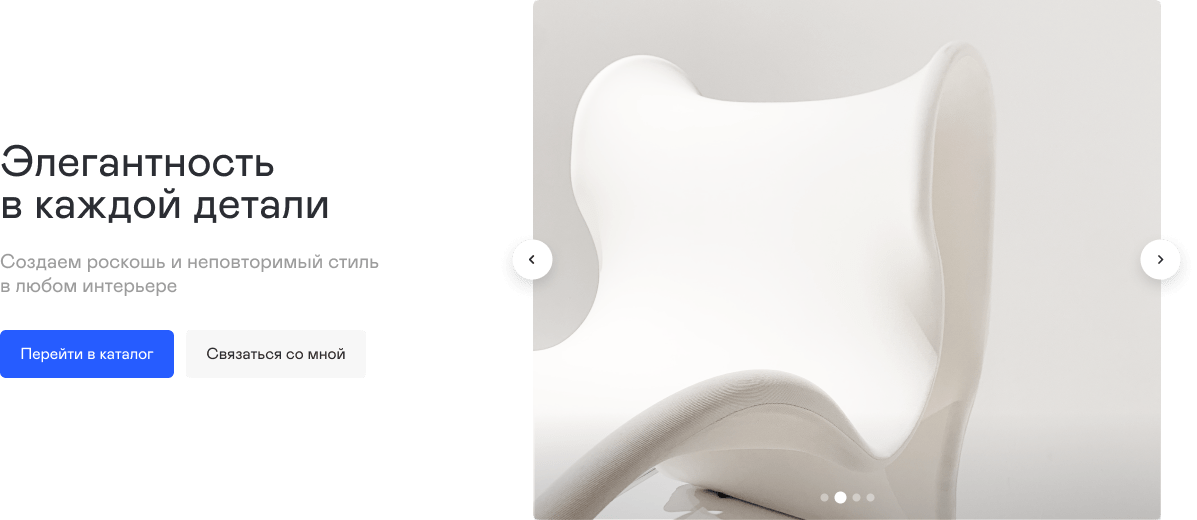 Элегантность
в каждой детали
Создаем роскошь и неповторимый стиль
в любом интерьере
Перейти в каталог
Связаться со мной